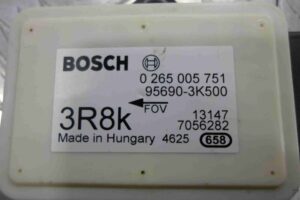 BOSCH
0 265 005 751
95690-3K500
FOV
3R8k
13147
7056282
Made in Hungary 4625 658